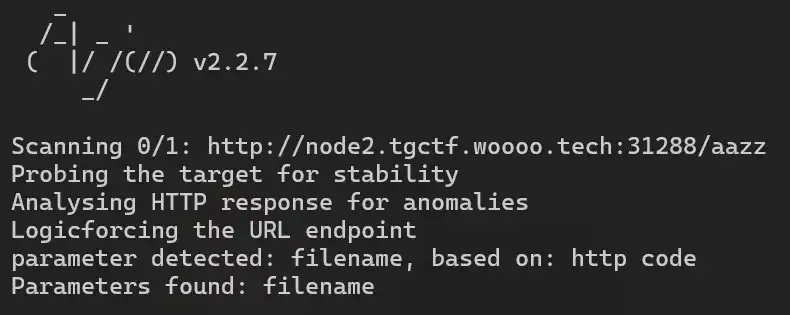 _
   /_| _ '
  (  |/ /(//) v2.2.7
      _/
Scanning 0/1: http://node2.tgctf.woooo.tech:31288/aazz
Probing the target for stability
Analysing HTTP response for anomalies
Logicforcing the URL endpoint
parameter detected: filename, based on: http code
Parameters found: filename